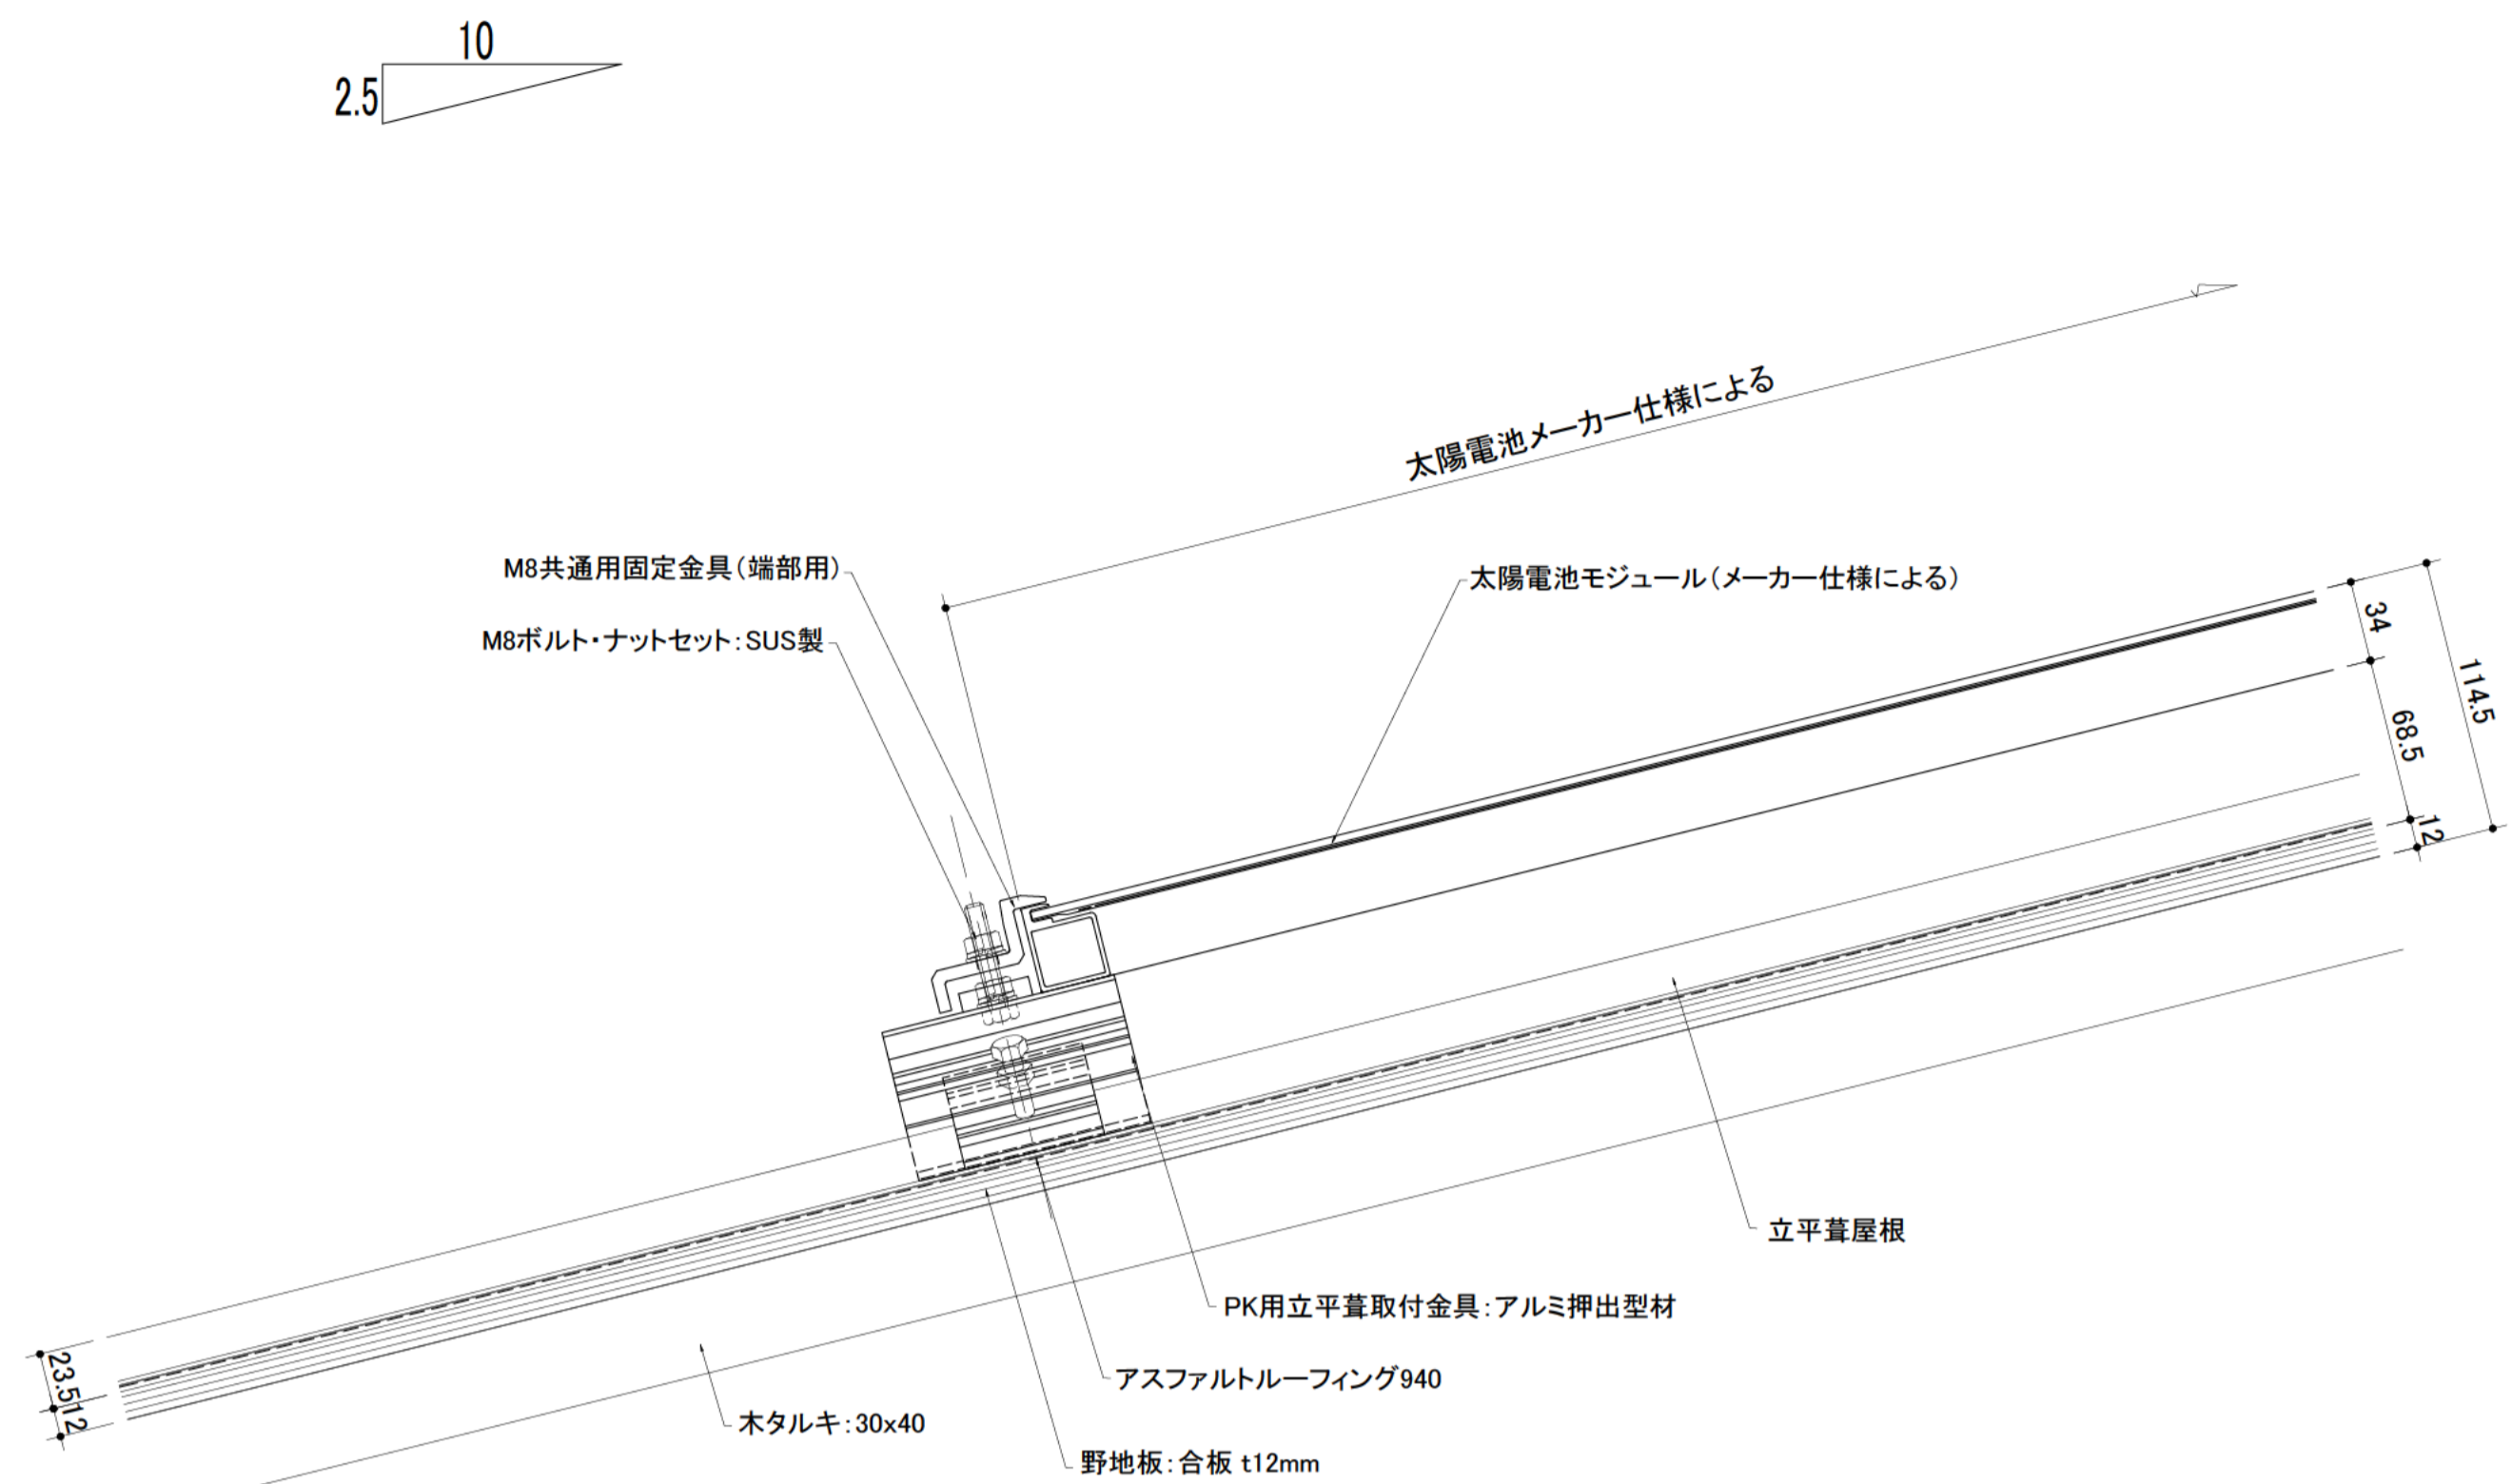 10
2.5
太陽電池メーカー仕様による
M8共通用固定金具(端部用)
太陽電池モジュール(メーカー仕様による)
M8ボルト・ナットセット:SUS製
34
114.5
68.5
12
立平葺屋根
PK用立平葺取付金具:アルミ押出型材
アスファルトルーフィング940
23.5
12
木タルキ:30x40
野地板:合板 t12mm